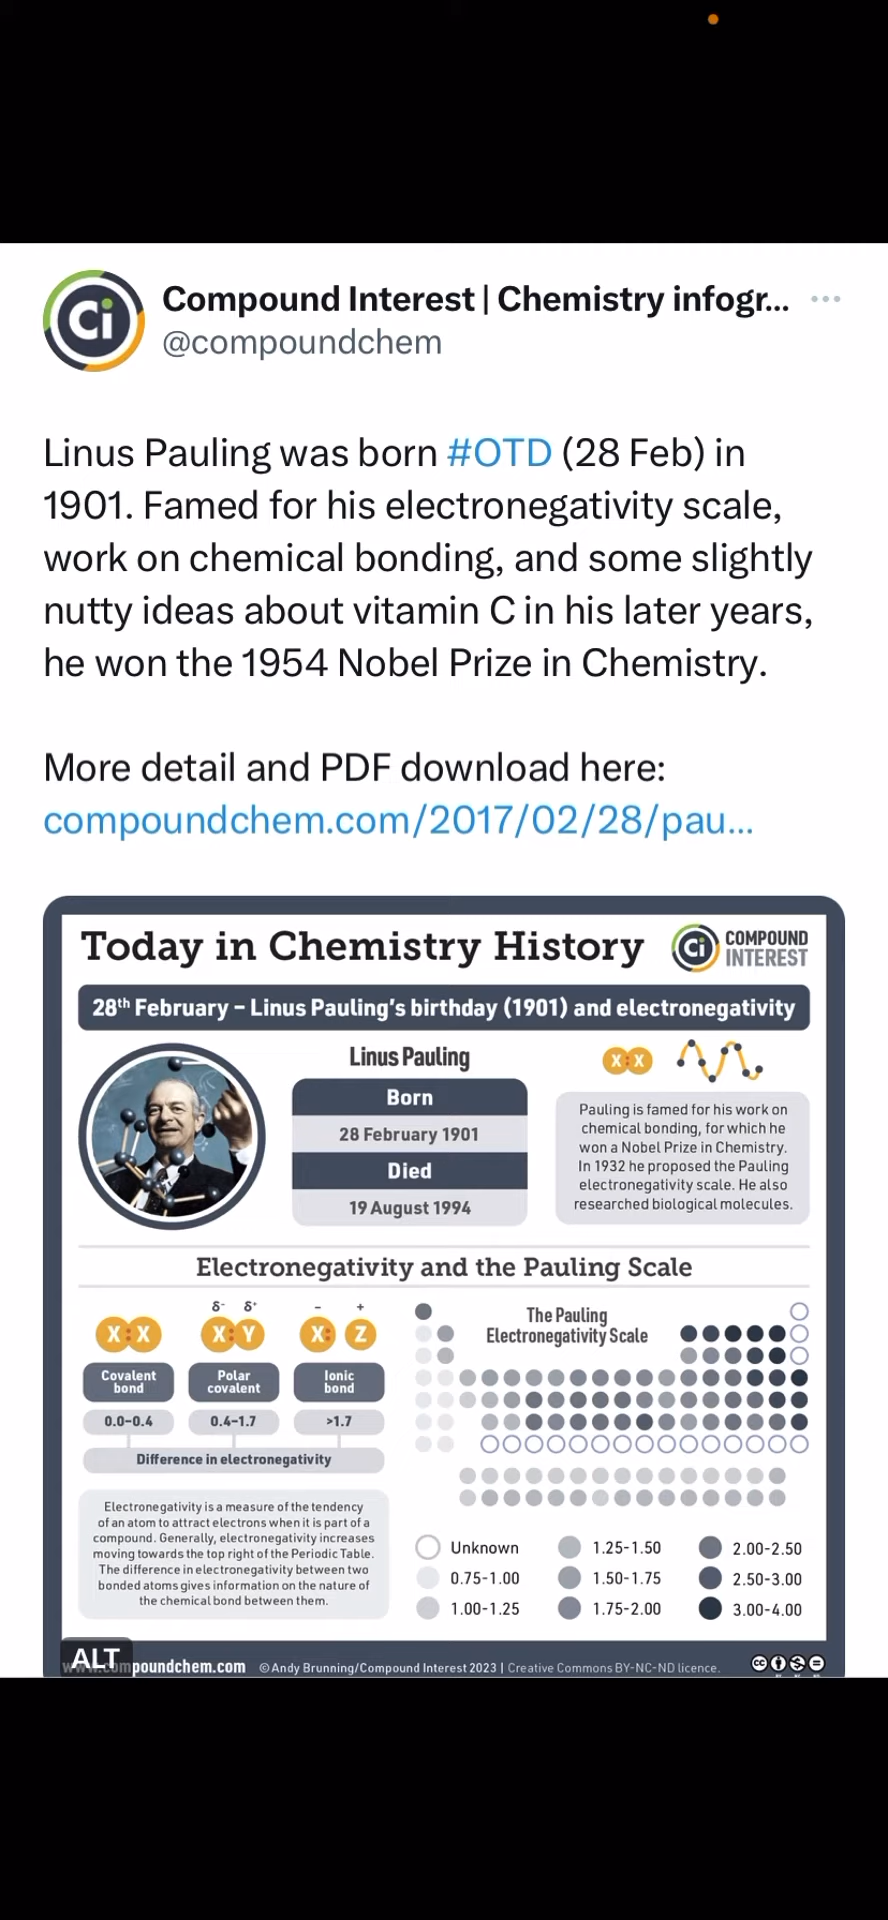 Ci
Compound Interest | Chemistry infogr...
@compoundchem
Linus Pauling was born #OTD (28 Feb) in
1901. Famed for his electronegativity scale,
work on chemical bonding, and some slightly
nutty ideas about vitamin C in his later years,
he won the 1954 Nobel Prize in Chemistry.
More detail and PDF download here:
compoundchem.com/2017/02/28/pau...
Today in Chemistry History
Ci COMPOUND
INTEREST
28th February – Linus Pauling's birthday (1901) and electronegativity
Linus Pauling
Born
28 February 1901
Died
19 August 1994
X:X
Pauling is famed for his work on
chemical bonding, for which he
won a Nobel Prize in Chemistry.
In 1932 he proposed the Pauling
electronegativity scale. He also
researched biological molecules.
Electronegativity and the Pauling Scale
δ- δ+ − +
X:X X:Y X: Z
Covalent
bond
Polar
covalent
Ionic
bond
0.0–0.4 0.4–1.7 >1.7
Difference in electronegativity
Electronegativity is a measure of the tendency
of an atom to attract electrons when it is part of a
compound. Generally, electronegativity increases
moving towards the top right of the Periodic Table.
The difference in electronegativity between two
bonded atoms gives information on the nature of
the chemical bond between them.
The Pauling
Electronegativity Scale
Unknown 1.25-1.50 2.00-2.50
0.75-1.00 1.50-1.75 2.50-3.00
1.00-1.25 1.75-2.00 3.00-4.00
ALT
poundchem.com © Andy Brunning/Compound Interest 2023 | Creative Commons BY-NC-ND licence.
cc